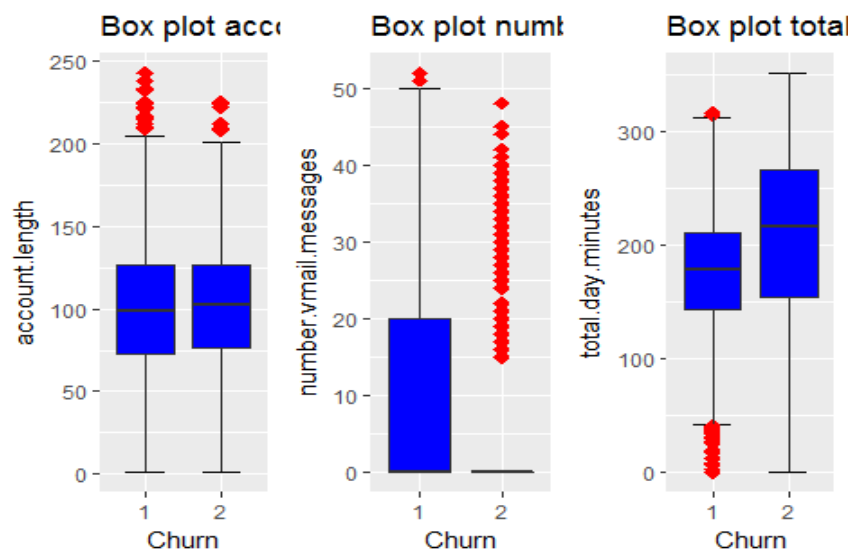 Box plot acc
Box plot numb
Box plot total
account.length
250
200
150
100
50
0
1 2
Churn
number.vmail.messages
50
40
30
20
10
0
1 2
Churn
total.day.minutes
300
200
100
0
1 2
Churn